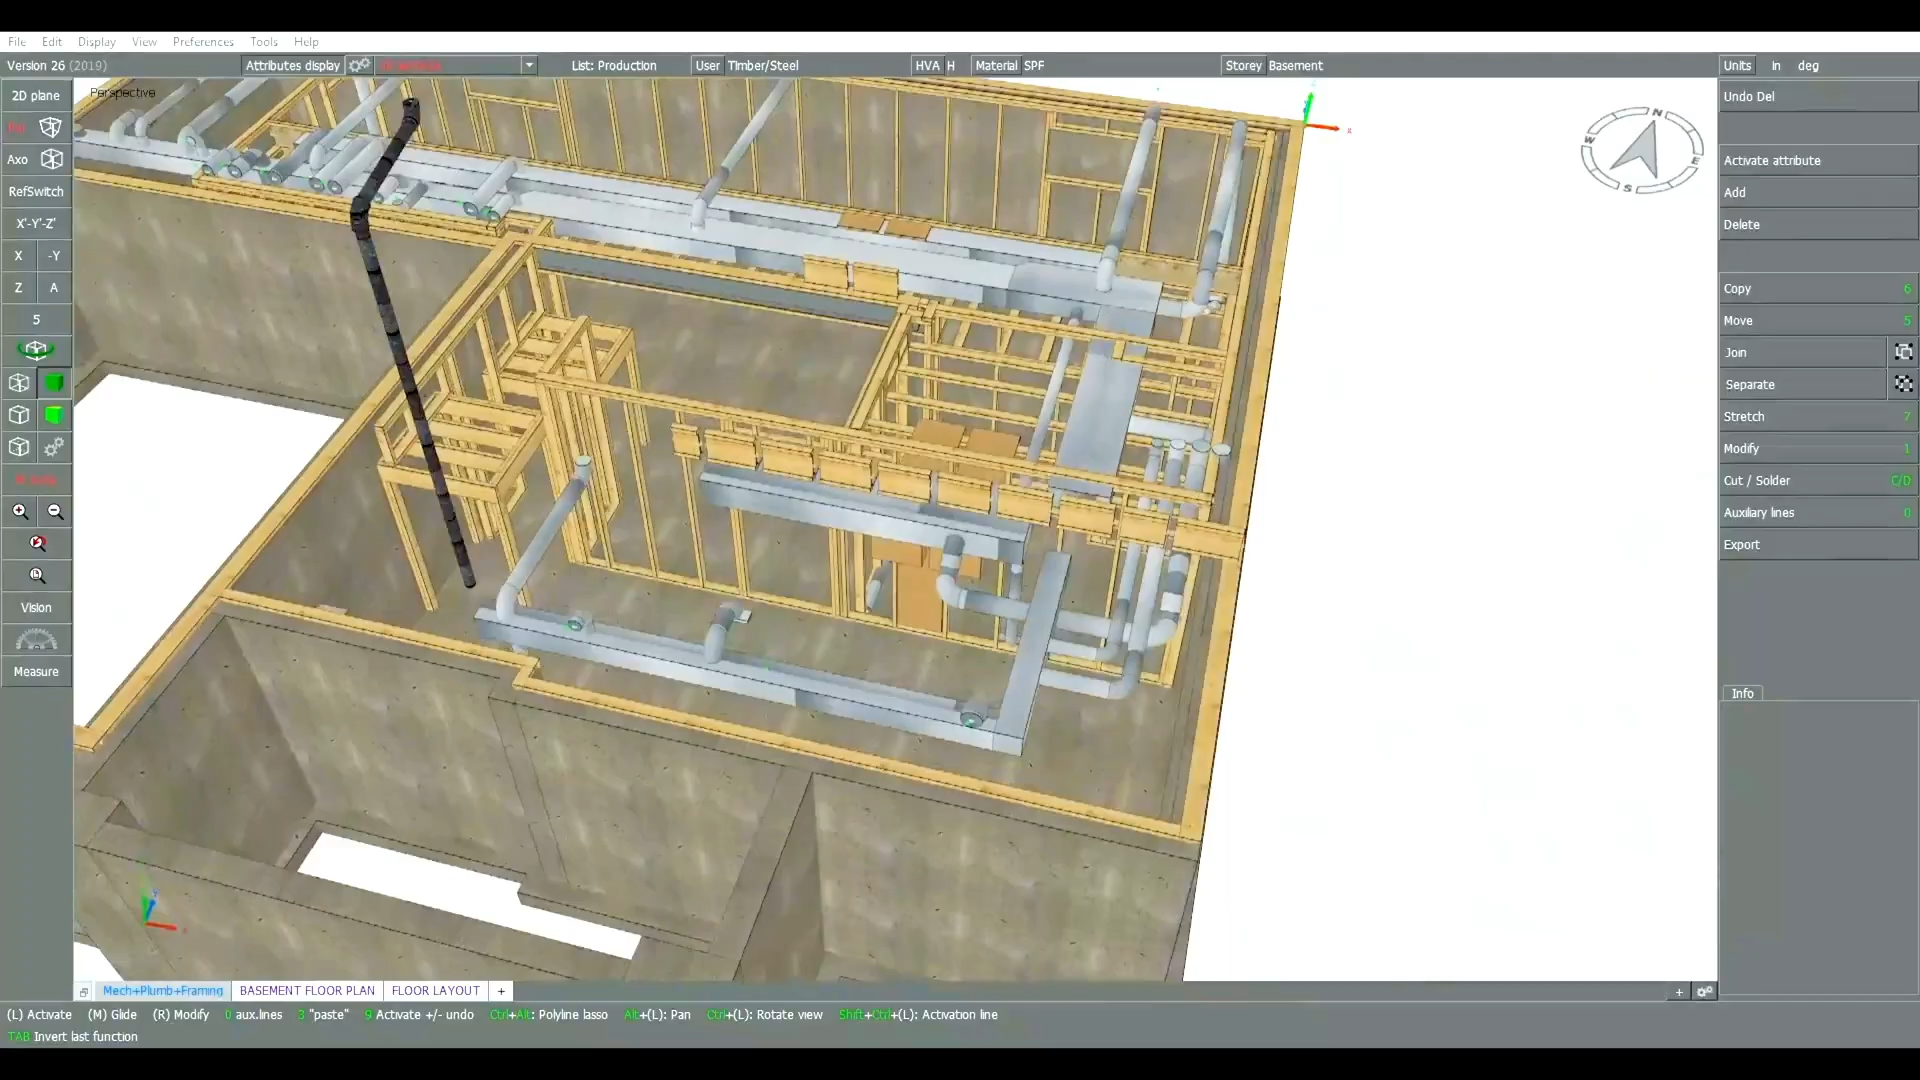 File Edit Display View Preferences Tools Help
Version 26 (2019) Attributes display List: Production User Timber/Steel HVA H Material SPF Storey Basement Units in deg
2D plane
Perspective
Undo Del
Axo
Activate attribute
RefSwitch
Add
X'-Y'-Z'
Delete
X -Y
Z A
Copy 6
5
Move 5
Join
Separate
Stretch 7
Modify 1
Cut / Solder C/D
Auxiliary lines 0
Export
Vision
Measure
Info
N
E
S
W
Mech+Plumb+Framing BASEMENT FLOOR PLAN FLOOR LAYOUT + +
(L) Activate (M) Glide (R) Modify 0 aux.lines 3 "paste" 9 Activate +/- undo Ctrl+Alt: Polyline lasso Alt+(L): Pan Ctrl+(L): Rotate view Shift+Ctrl+(L): Activation line
TAB Invert last function